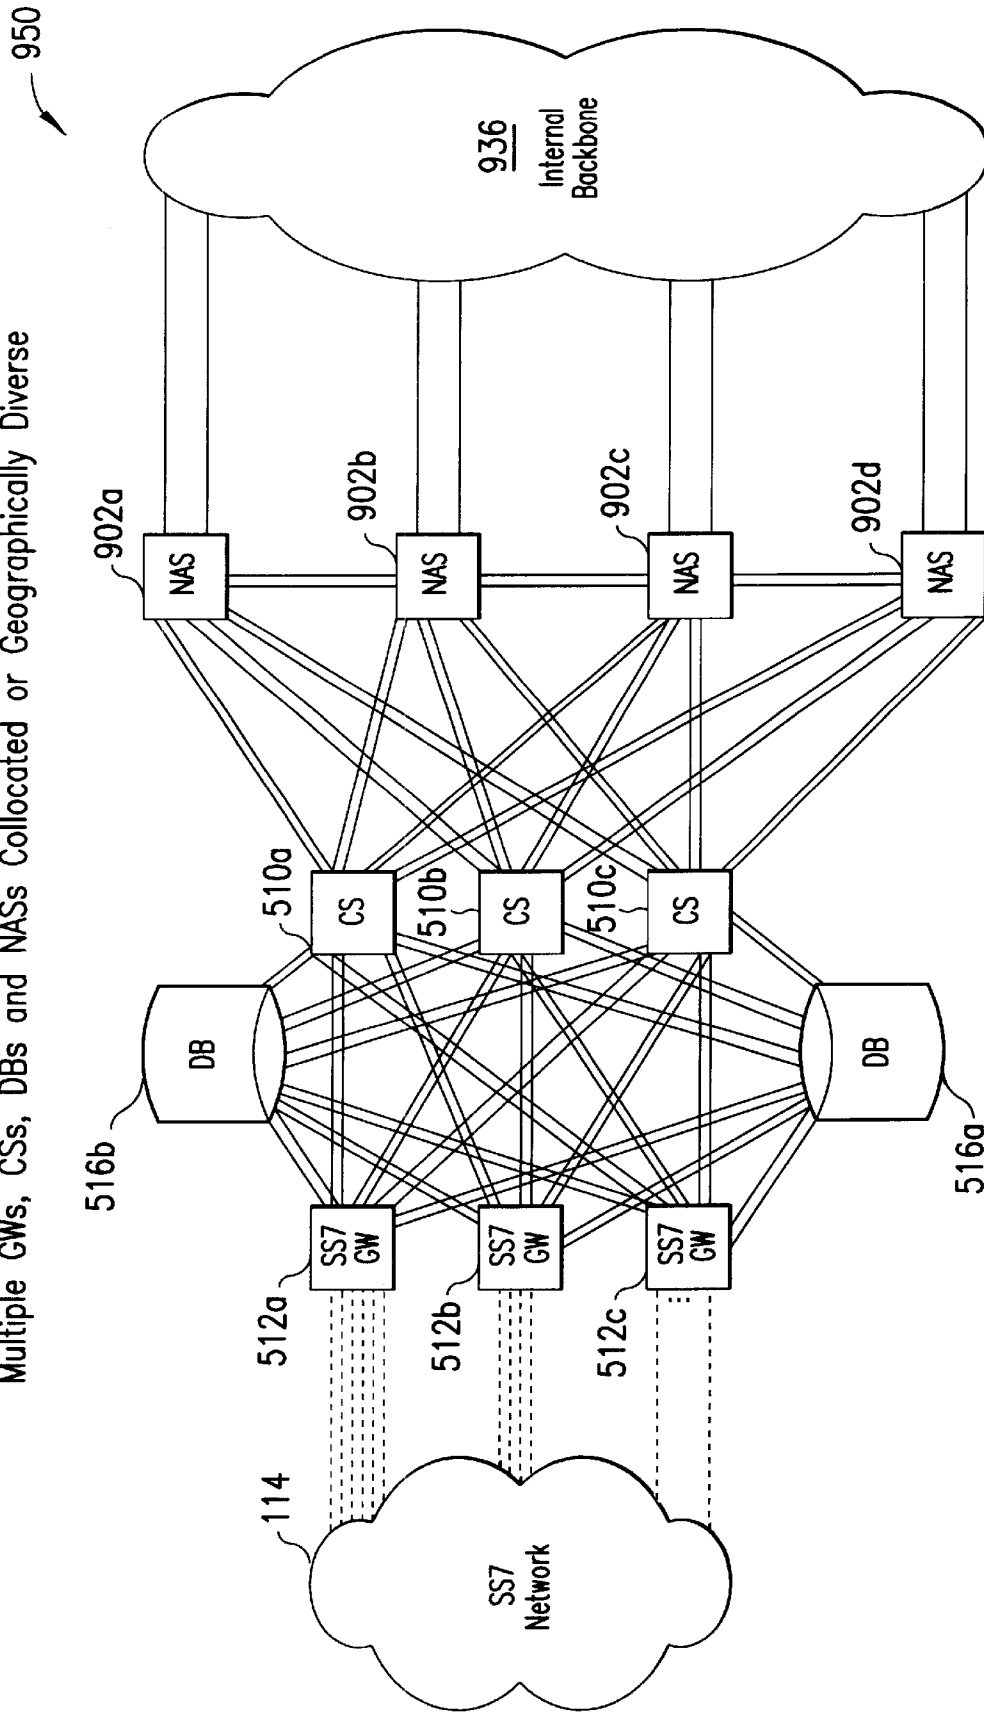 Multiple GWs, CSs, DBs and NASs Collocated or Geographically Diverse
950
114
SS7
Network
512a
SS7
GW
512b
SS7
GW
512c
SS7
GW
516b
DB
516a
DB
510a
CS
510b
CS
510c
CS
902a
NAS
902b
NAS
902c
NAS
902d
NAS
936
Internal
Backbone